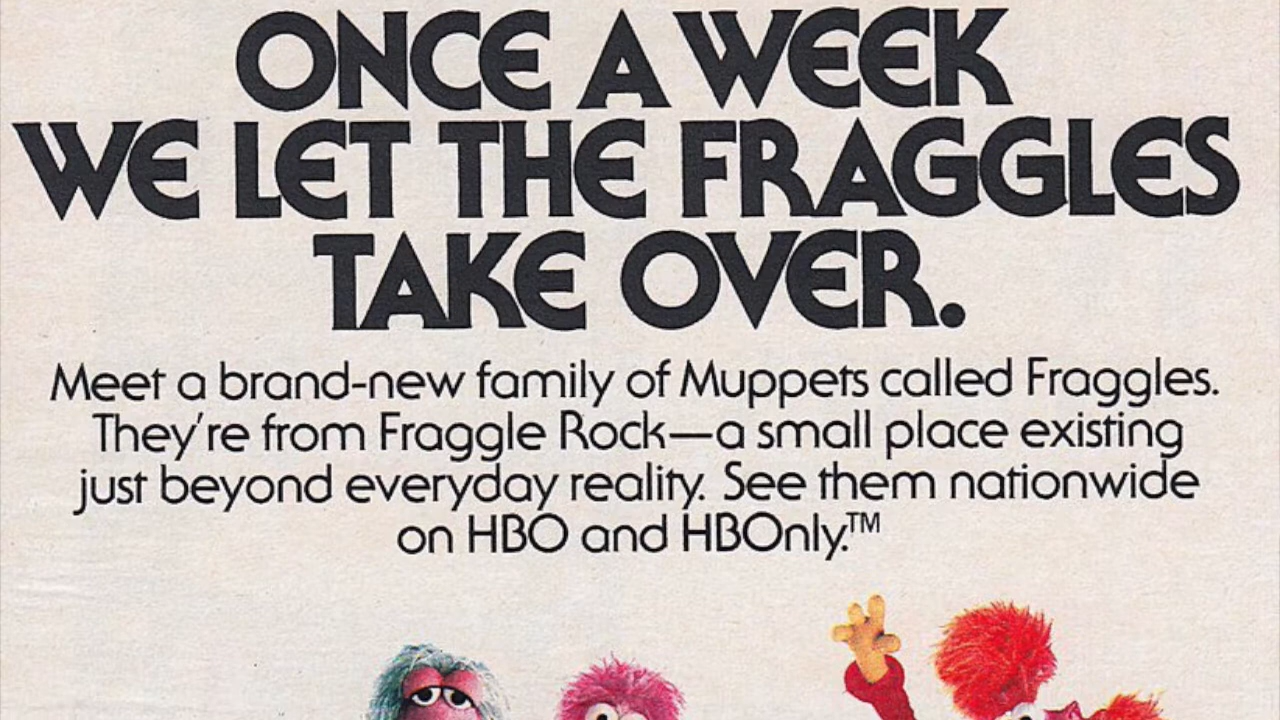 ONCE A WEEK
WE LET THE FRAGGLES
TAKE OVER.
Meet a brand-new family of Muppets called Fraggles.
They're from Fraggle Rock—a small place existing
just beyond everyday reality. See them nationwide
on HBO and HBOnly.™